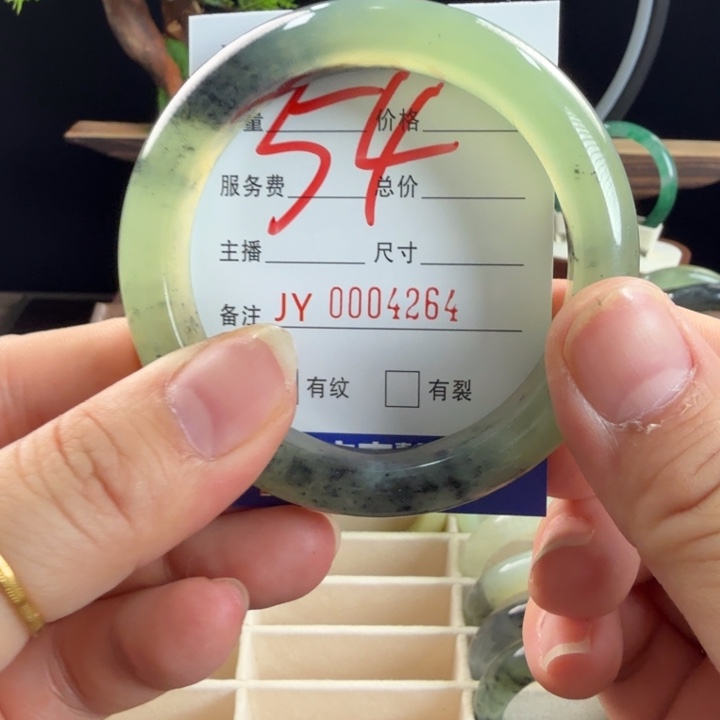 量 价格
54
服务费 总价
主播 尺寸
备注 JY 0004264
有纹 有裂